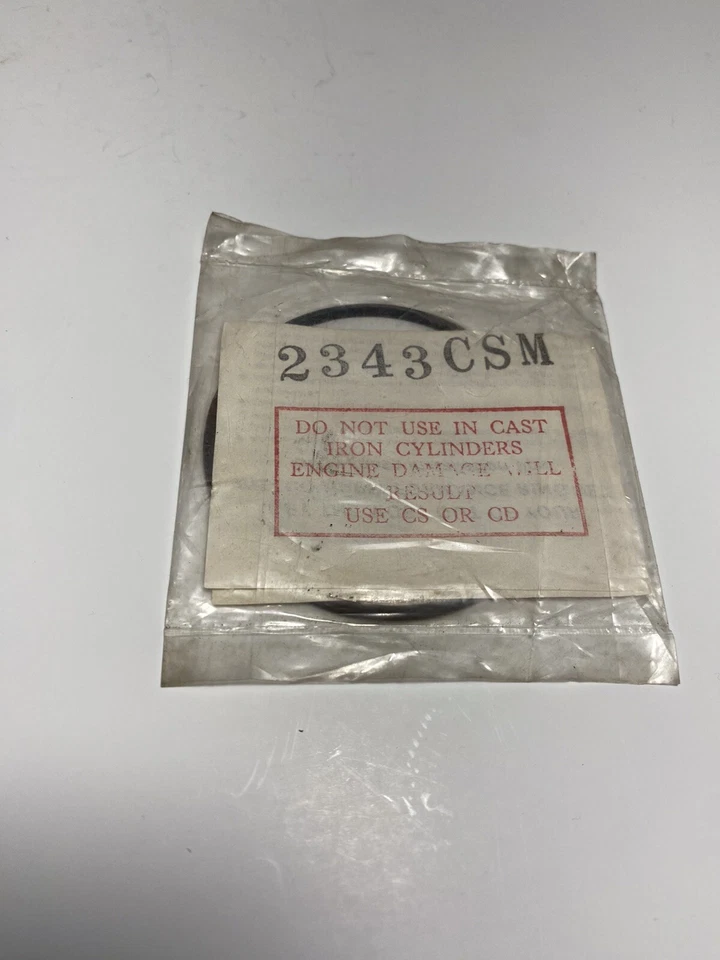 2343CSM
DO NOT USE IN CAST
IRON CYLINDERS
ENGINE DAMAGE WILL
RESULT
USE CS OR CD